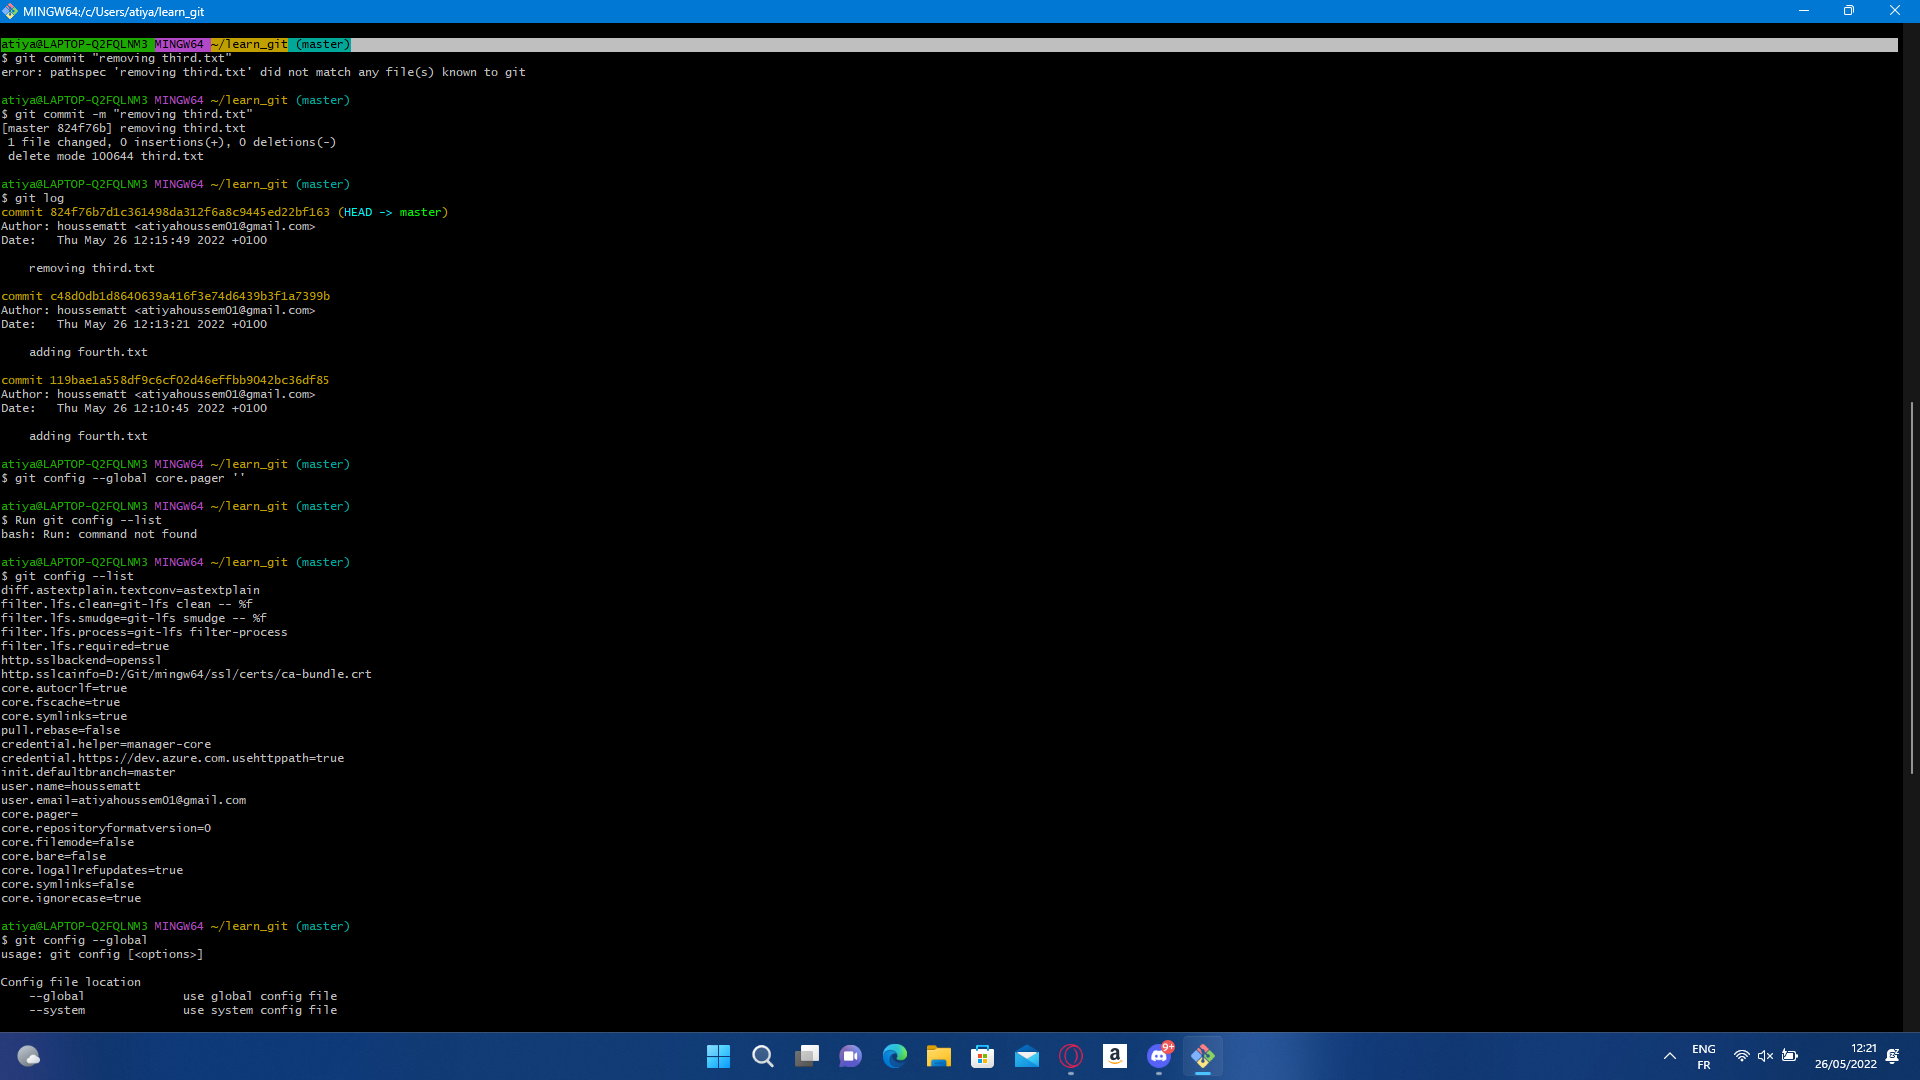 MINGW64:/c/Users/atiya/learn_git
atiya@LAPTOP-Q2FQLNM3 MINGW64 ~/learn_git (master)
$ git commit "removing third.txt"
error: pathspec 'removing third.txt' did not match any file(s) known to git
atiya@LAPTOP-Q2FQLNM3 MINGW64 ~/learn_git (master)
$ git commit -m "removing third.txt"
[master 824f76b] removing third.txt
1 file changed, 0 insertions(+), 0 deletions(-)
delete mode 100644 third.txt
atiya@LAPTOP-Q2FQLNM3 MINGW64 ~/learn_git (master)
$ git log
commit 824f76b7d1c361498da312f6a8c9445ed22bf163 (HEAD -> master)
Author: houssematt <atiyahoussem01@gmail.com>
Date:   Thu May 26 12:15:49 2022 +0100
removing third.txt
commit c48d0db1d8640639a416f3e74d6439b3f1a7399b
Author: houssematt <atiyahoussem01@gmail.com>
Date:   Thu May 26 12:13:21 2022 +0100
adding fourth.txt
commit 119bae1a558df9c6cf02d46effbb9042bc36df85
Author: houssematt <atiyahoussem01@gmail.com>
Date:   Thu May 26 12:10:45 2022 +0100
adding fourth.txt
atiya@LAPTOP-Q2FQLNM3 MINGW64 ~/learn_git (master)
$ git config --global core.pager ''
atiya@LAPTOP-Q2FQLNM3 MINGW64 ~/learn_git (master)
$ Run git config --list
bash: Run: command not found
atiya@LAPTOP-Q2FQLNM3 MINGW64 ~/learn_git (master)
$ git config --list
diff.astextplain.textconv=astextplain
filter.lfs.clean=git-lfs clean -- %f
filter.lfs.smudge=git-lfs smudge -- %f
filter.lfs.process=git-lfs filter-process
filter.lfs.required=true
http.sslbackend=openssl
http.sslcainfo=D:/Git/mingw64/ssl/certs/ca-bundle.crt
core.autocrlf=true
core.fscache=true
core.symlinks=true
pull.rebase=false
credential.helper=manager-core
credential.https://dev.azure.com.usehttppath=true
init.defaultbranch=master
user.name=houssematt
user.email=atiyahoussem01@gmail.com
core.pager=
core.repositoryformatversion=0
core.filemode=false
core.bare=false
core.logallrefupdates=true
core.symlinks=false
core.ignorecase=true
atiya@LAPTOP-Q2FQLNM3 MINGW64 ~/learn_git (master)
$ git config --global
usage: git config [<options>]
Config file location
--global              use global config file
--system              use system config file
a
9+
ENG
FR
12:21
26/05/2022